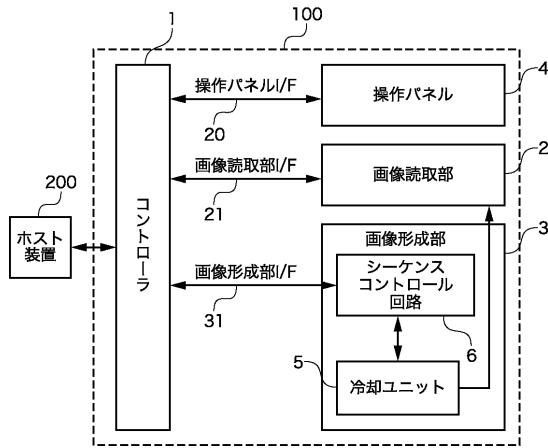 1
100
操作パネルI/F
20
操作パネル
4
画像読取部I/F
21
画像読取部
2
200
ホスト
装置
コントローラ
画像形成部
3
画像形成部I/F
31
シーケンス
コントロール
回路
6
5
冷却ユニット